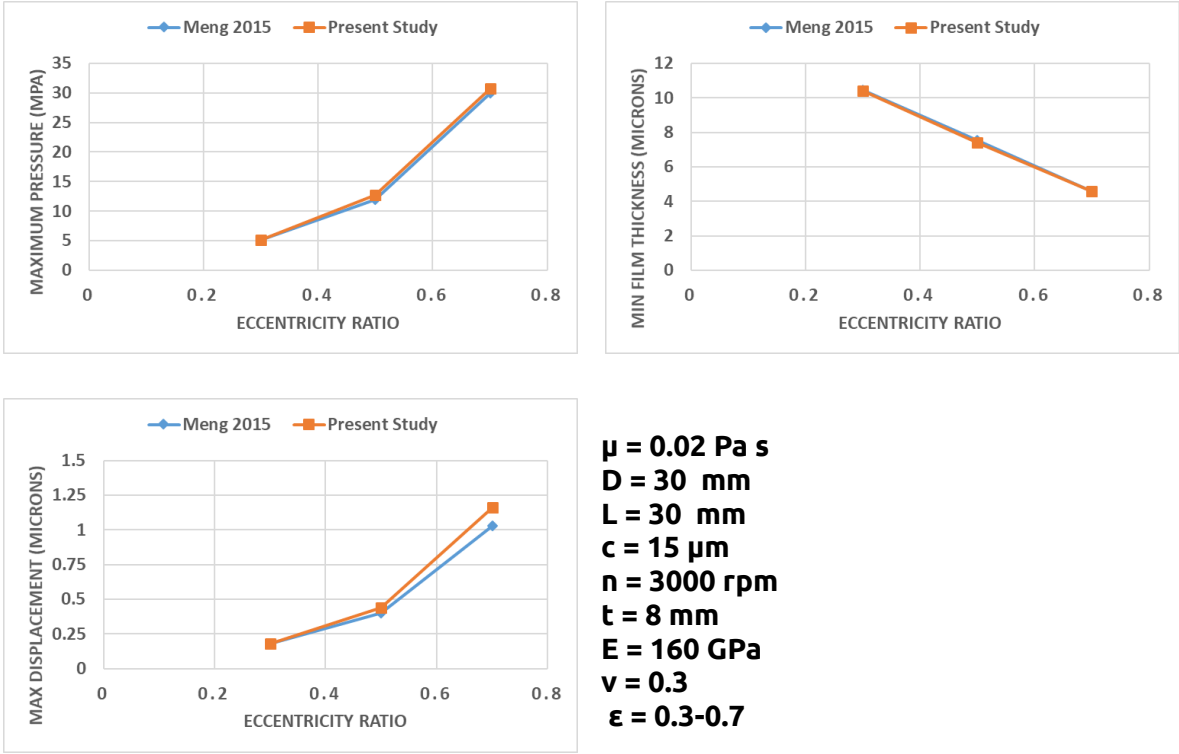 Meng 2015 Present Study
MAXIMUM PRESSURE (MPA)
35
30
25
20
15
10
5
0
0 0.2 0.4 0.6 0.8
ECCENTRICITY RATIO
Meng 2015 Present Study
MIN FILM THICKNESS (MICRONS)
12
10
8
6
4
2
0
0 0.2 0.4 0.6 0.8
ECCENTRICITY RATIO
Meng 2015 Present Study
MAX DISPLACEMENT (MICRONS)
1.5
1.25
1
0.75
0.5
0.25
0
0 0.2 0.4 0.6 0.8
ECCENTRICITY RATIO
μ = 0.02 Pa s
D = 30 mm
L = 30 mm
c = 15 μm
n = 3000 rpm
t = 8 mm
E = 160 GPa
ν = 0.3
ε = 0.3-0.7